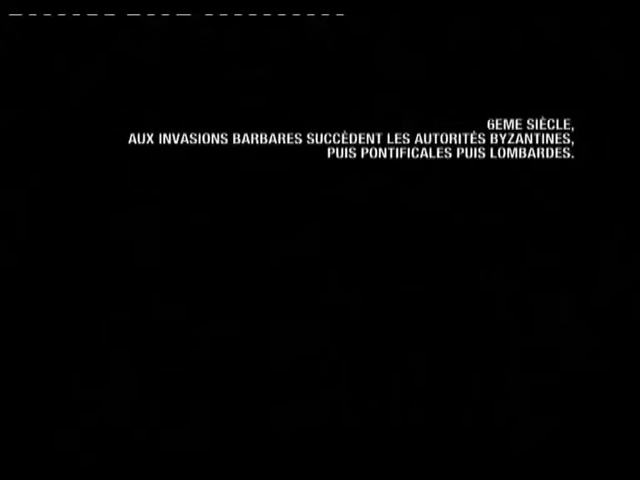 6EME SIÈCLE,
AUX INVASIONS BARBARES SUCCÈDENT LES AUTORITÉS BYZANTINES,
PUIS PONTIFICALES PUIS LOMBARDES.